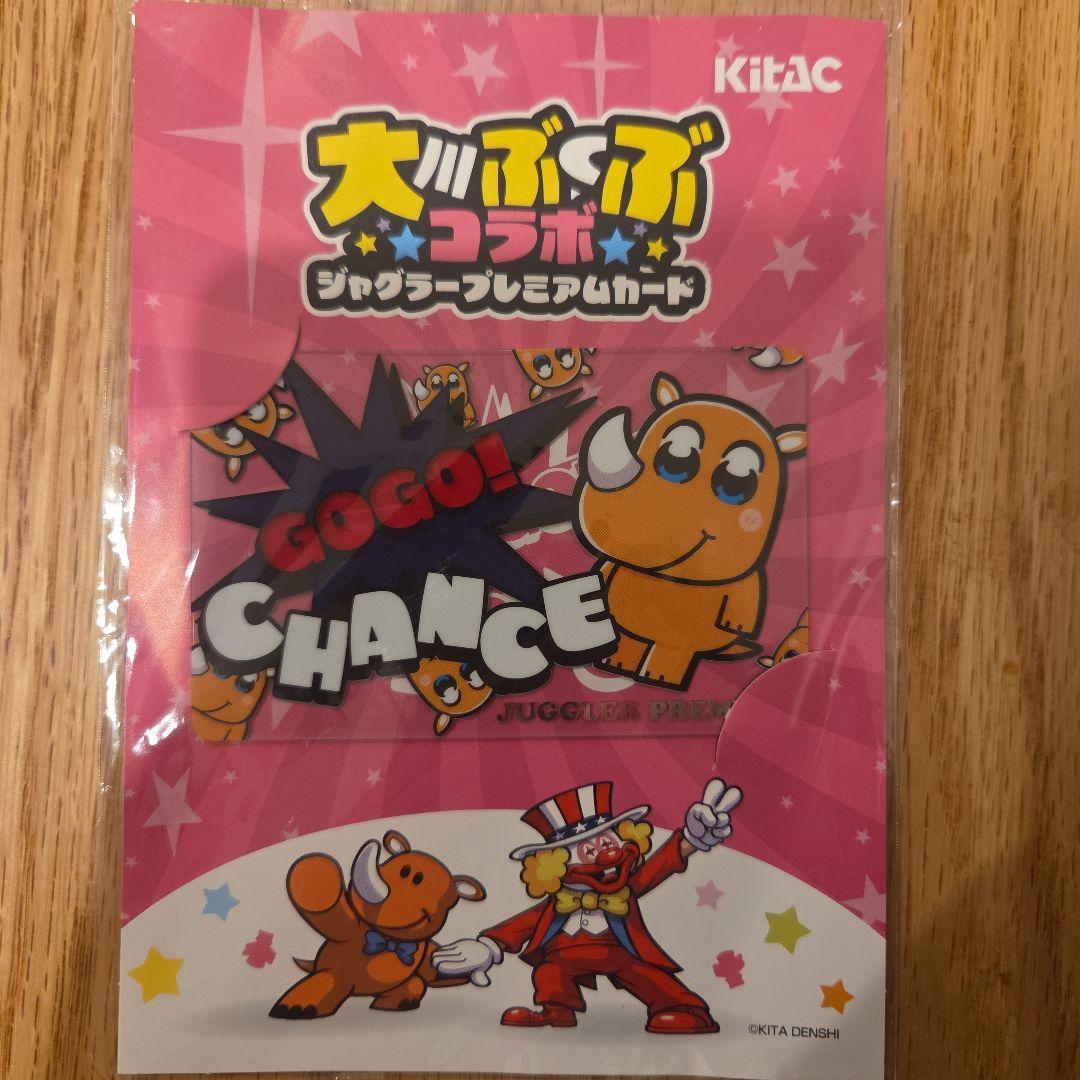 KitAC
大川ぶくぶ
コラボ
ジャグラープレミアムカード
GOGO!
CHANCE
JUGGLER PREM
©KITA DENSHI